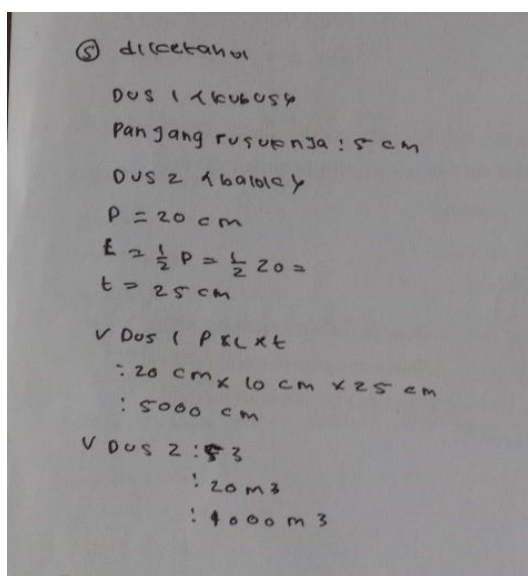 ⑤ diketahui
Dus 1 <kubus>
Panjang rusuknya : 5 cm
Dus 2 <balok>
P = 20 cm
ℓ = 1/2 P = 1/2 20 =
t = 25 cm
V Dus 1 P x L x t
: 20 cm x 10 cm x 25 cm
: 5000 cm
V Dus 2 : 3
: 20 m3
: 1000 m3